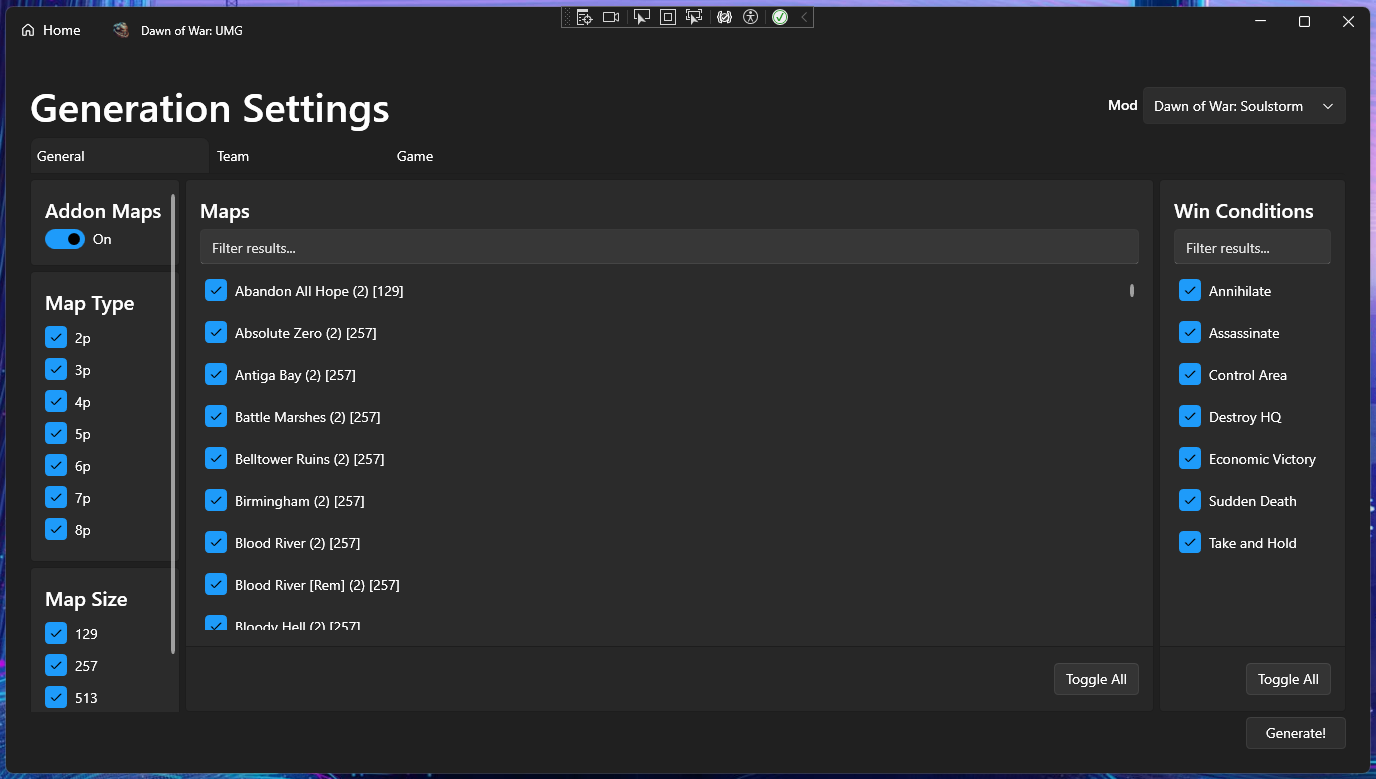 Home
Dawn of War: UMG
Generation Settings
Mod
Dawn of War: Soulstorm
General
Team
Game
Addon Maps
On
Map Type
2p
3p
4p
5p
6p
7p
8p
Map Size
129
257
513
Maps
Filter results...
Abandon All Hope (2) [129]
Absolute Zero (2) [257]
Antiga Bay (2) [257]
Battle Marshes (2) [257]
Belltower Ruins (2) [257]
Birmingham (2) [257]
Blood River (2) [257]
Blood River [Rem] (2) [257]
Bloody Hell (2) [257]
Toggle All
Win Conditions
Filter results...
Annihilate
Assassinate
Control Area
Destroy HQ
Economic Victory
Sudden Death
Take and Hold
Toggle All
Generate!